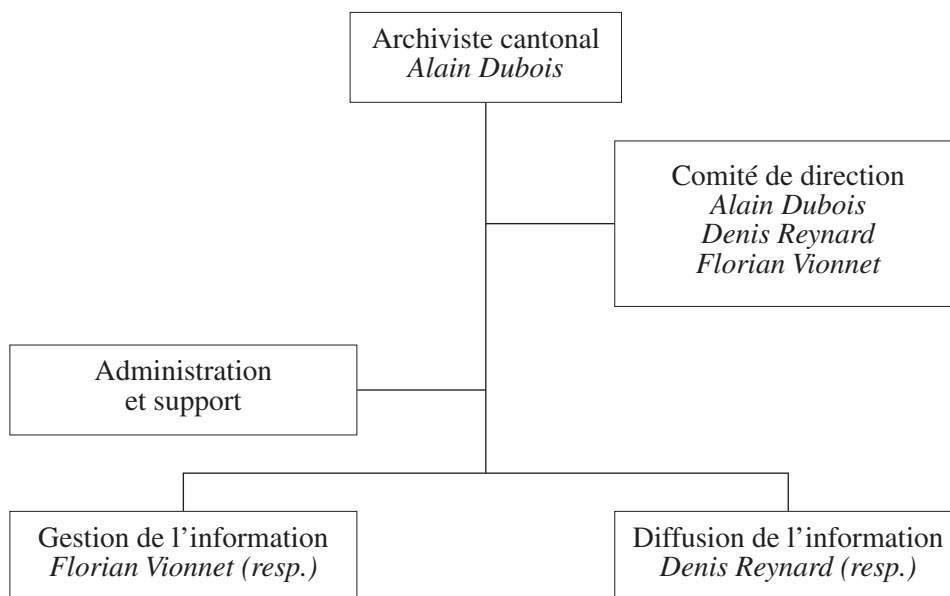 Archiviste cantonal
Alain Dubois
Comité de direction
Alain Dubois
Denis Reynard
Florian Vionnet
Administration
et support
Gestion de l’information
Florian Vionnet (resp.)
Diffusion de l’information
Denis Reynard (resp.)